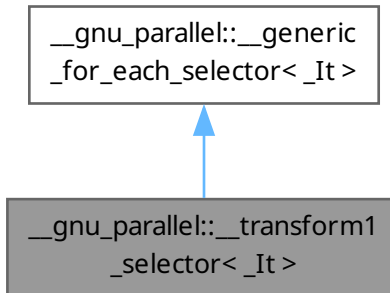 __gnu_parallel::__generic
_for_each_selector< _It >
__gnu_parallel::__transform1
_selector< _It >